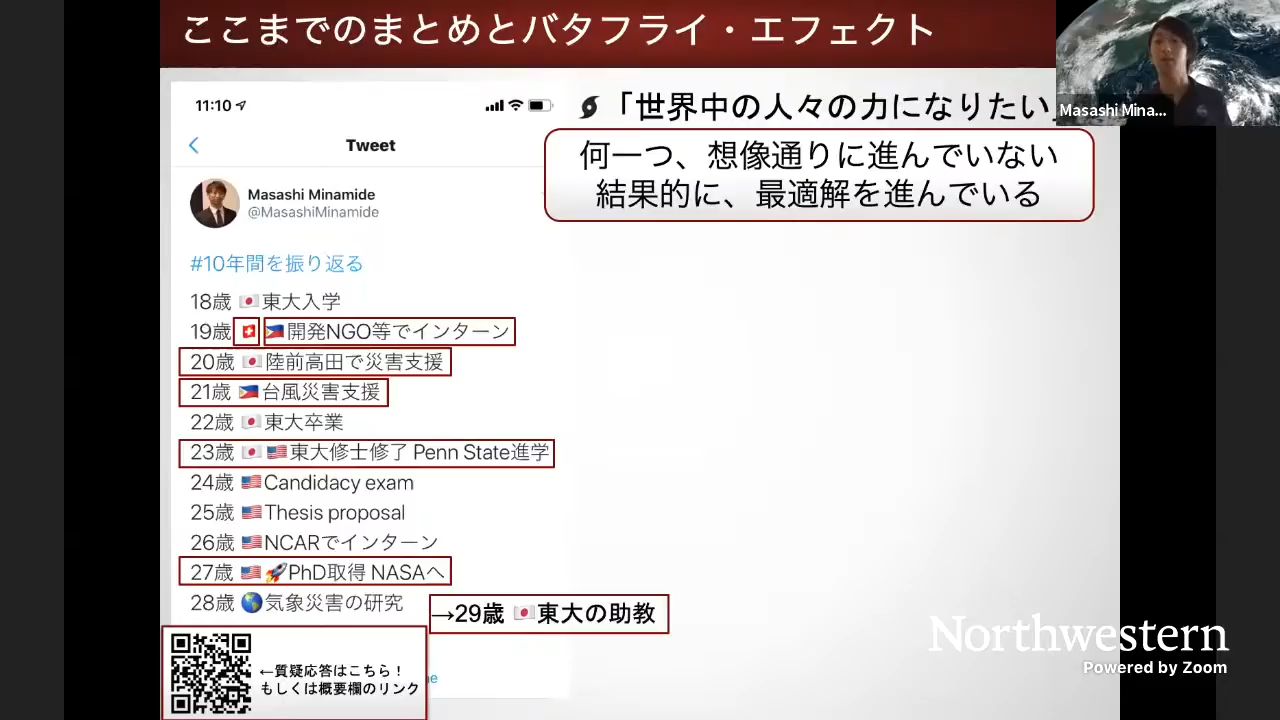 ここまでのまとめとバタフライ・エフェクト
Masashi Mina...
11:10
「世界中の人々の力になりたい」
何一つ、想像通りに進んでいない
結果的に、最適解を進んでいる
Tweet
Masashi Minamide
@MasashiMinamide
#10年間を振り返る
18歳 🇯🇵東大入学
19歳🇨🇭🇵🇭開発NGO等でインターン
20歳 🇯🇵陸前高田で災害支援
21歳 🇵🇭台風災害支援
22歳 🇯🇵東大卒業
23歳 🇯🇵🇺🇸東大修士修了 Penn State進学
24歳 🇺🇸Candidacy exam
25歳 🇺🇸Thesis proposal
26歳 🇺🇸NCARでインターン
27歳 🇺🇸🚀PhD取得 NASAへ
28歳 🌎気象災害の研究
→29歳 🇯🇵東大の助教
←質疑応答はこちら！
もしくは概要欄のリンク
Northwestern
Powered by Zoom